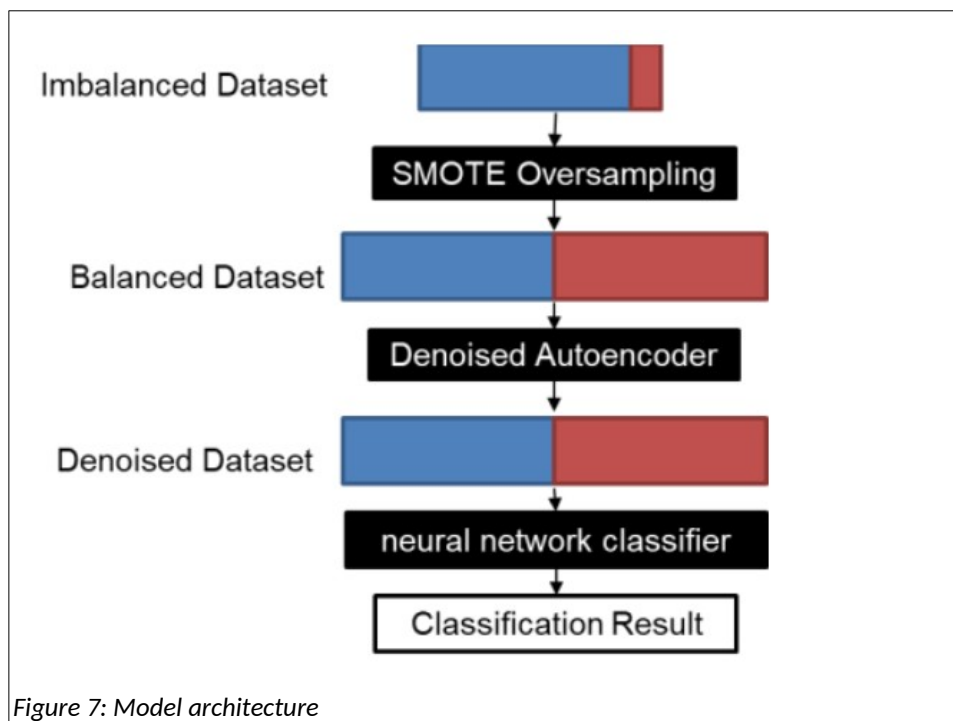 Imbalanced Dataset
SMOTE Oversampling
Balanced Dataset
Denoised Autoencoder
Denoised Dataset
neural network classifier
Classification Result
Figure 7: Model architecture